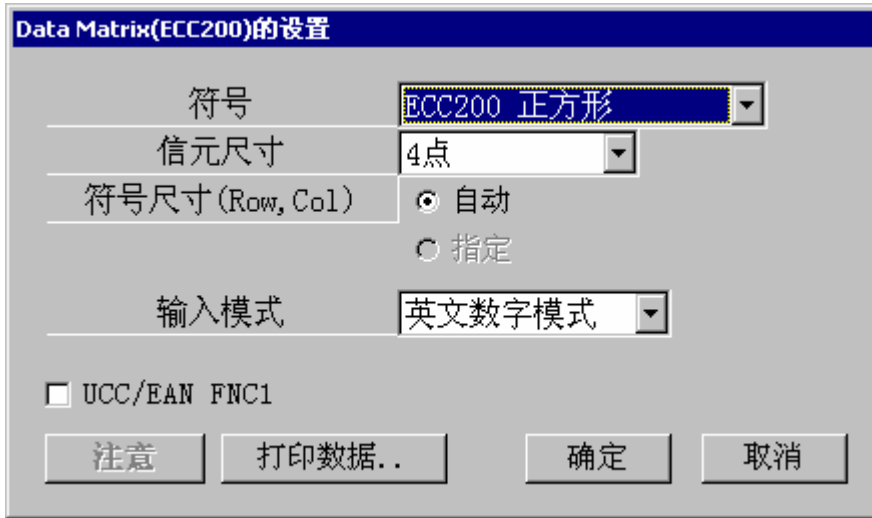 Data Matrix(ECC200)的设置
符号 ECC200 正方形
信元尺寸 4点
符号尺寸(Row,Col) 自动
指定
输入模式 英文数字模式
UCC/EAN FNC1
注意 打印数据.. 确定 取消